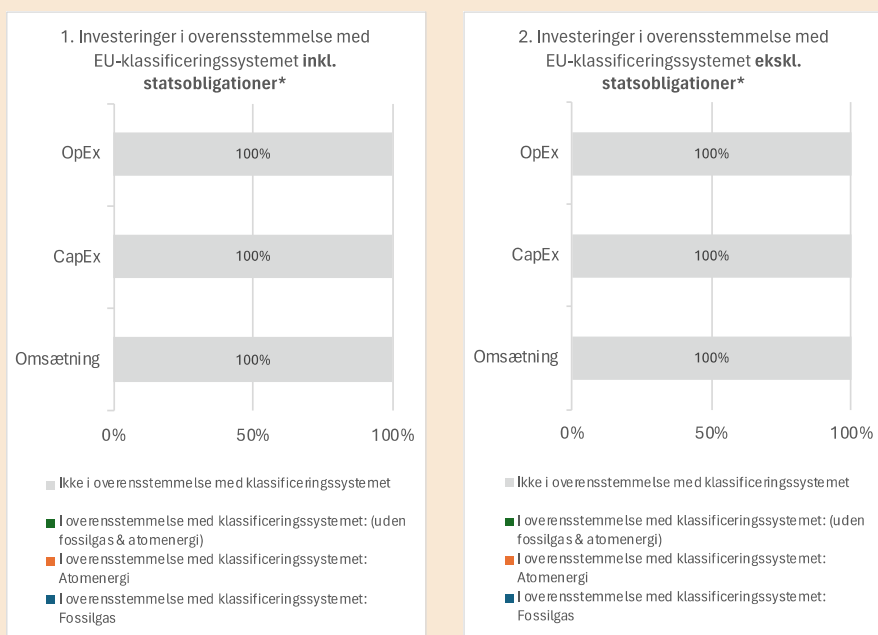 1. Investeringer i overensstemmelse med
EU-klassificeringssystemet inkl.
statsobligationer*
OpEx
100%
CapEx
100%
Omsætning
100%
0%
50%
100%
Ikke i overensstemmelse med klassificeringssystemet
I overensstemmelse med klassificeringssystemet: (uden
fossilgas & atomenergi)
I overensstemmelse med klassificeringssystemet:
Atomenergi
I overensstemmelse med klassificeringssystemet:
Fossilgas
2. Investeringer i overensstemmelse med
EU-klassificeringssystemet ekskl.
statsobligationer*
OpEx
100%
CapEx
100%
Omsætning
100%
0%
50%
100%
Ikke i overensstemmelse med klassificeringssystemet
I overensstemmelse med klassificeringssystemet: (uden
fossilgas & atomenergi)
I overensstemmelse med klassificeringssystemet:
Atomenergi
I overensstemmelse med klassificeringssystemet:
Fossilgas